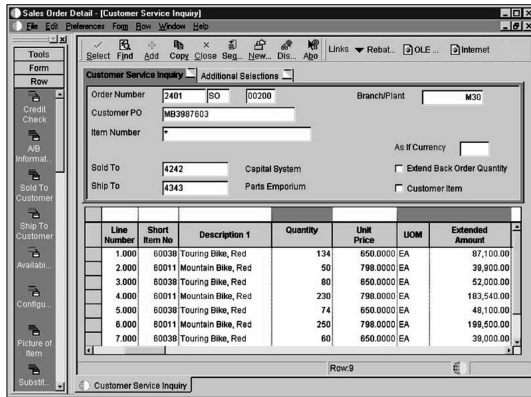 Sales Order Detail - [Customer Service Inquiry]
File Edit Preferences Form Row Window Help
Tools
Form
Row
Credit
Check
A/B
Informat...
Sold To
Customer
Ship To
Customer
Availabi...
Configu...
Picture of
Item
Substit...
Select Find Add Copy Close Seq... New... Dis... Abo Links Rebat... OLE ... Internet
Customer Service Inquiry Additional Selections
Order Number 2401 SO 00200 Branch/Plant M30
Customer PO MB3987603
Item Number *
As If Currency
Sold To 4242 Capital System Extend Back Order Quantity
Ship To 4343 Parts Emporium Customer Item
Line Number Short Item No Description 1 Quantity Unit Price UOM Extended Amount
1.000 60038 Touring Bike, Red 134 650.0000 EA 87,100.00
2.000 60011 Mountain Bike, Red 50 798.0000 EA 39,900.00
3.000 60038 Touring Bike, Red 80 650.0000 EA 52,000.00
4.000 60011 Mountain Bike, Red 230 798.0000 EA 183,540.00
5.000 60038 Touring Bike, Red 74 650.0000 EA 48,100.00
6.000 60011 Mountain Bike, Red 250 798.0000 EA 199,500.00
7.000 60038 Touring Bike, Red 60 650.0000 EA 39,000.00
Row:9
Customer Service Inquiry